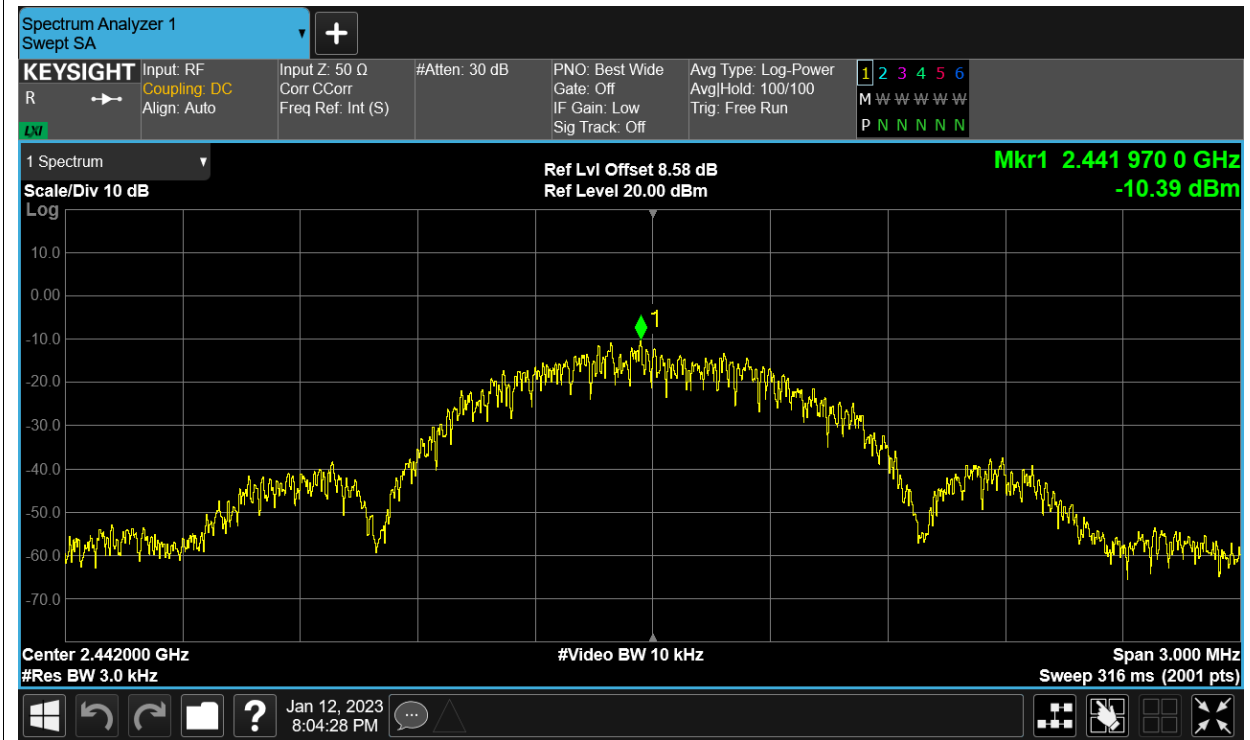 Spectrum Analyzer 1
Swept SA
KEYSIGHT
R
LXI
Input: RF
Coupling: DC
Align: Auto
Input Z: 50 Ω
Corr CCorr
Freq Ref: Int (S)
#Atten: 30 dB
PNO: Best Wide
Gate: Off
IF Gain: Low
Sig Track: Off
Avg Type: Log-Power
Avg|Hold: 100/100
Trig: Free Run
1 2 3 4 5 6
M W W W W W W
P N N N N N N
1 Spectrum
Scale/Div 10 dB
Log
Ref Lvl Offset 8.58 dB
Ref Level 20.00 dBm
Mkr1 2.441 970 0 GHz
-10.39 dBm
10.0
0.00
-10.0
-20.0
-30.0
-40.0
-50.0
-60.0
-70.0
1
Center 2.442000 GHz
#Res BW 3.0 kHz
#Video BW 10 kHz
Span 3.000 MHz
Sweep 316 ms (2001 pts)
?
Jan 12, 2023
8:04:28 PM